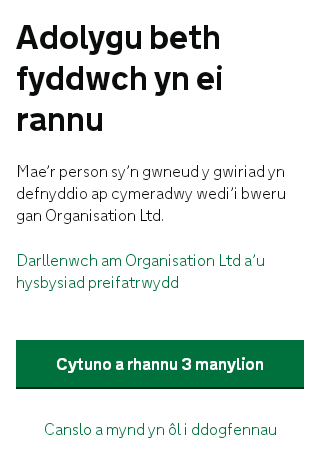 Adolygu beth
fyddwch yn ei
rannu
Mae’r person sy’n gwneud y gwiriad yn
defnyddio ap cymeradwy wedi’i bweru
gan Organisation Ltd.
Darllenwch am Organisation Ltd a’u
hysbysiad preifatrwydd
Cytuno a rhannu 3 manylion
Canslo a mynd yn ôl i ddogfennau